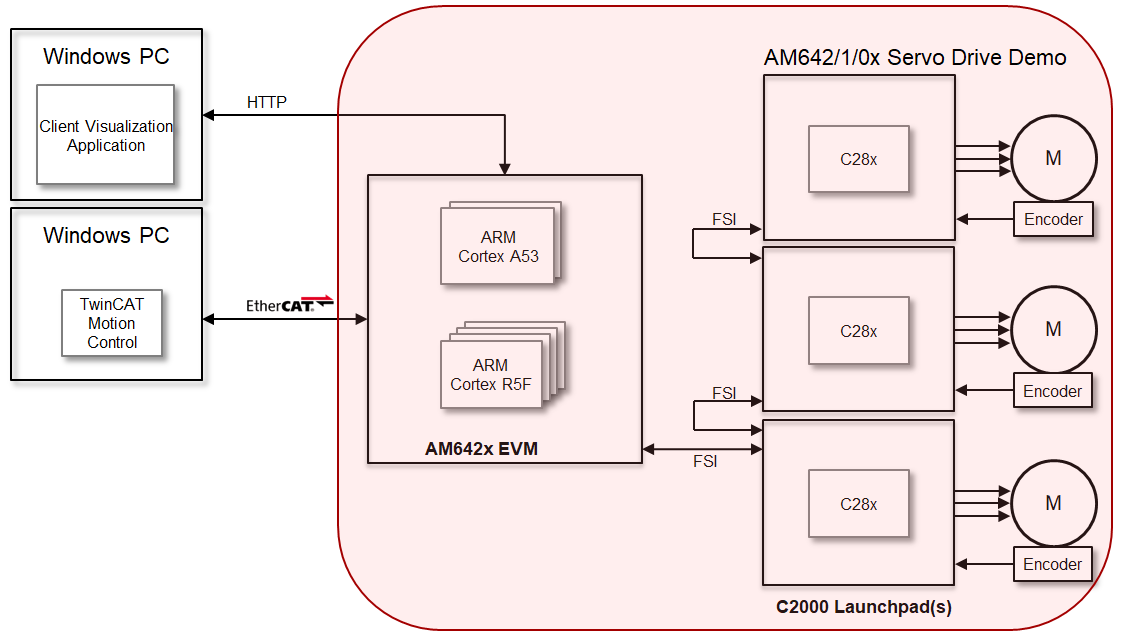 Windows PC
Client Visualization
Application
HTTP
Windows PC
TwinCAT
Motion
Control
EtherCAT®
AM642/1/0x Servo Drive Demo
ARM
Cortex A53
ARM
Cortex R5F
AM642x EVM
FSI
FSI
FSI
C28x
M
Encoder
C28x
M
Encoder
C28x
M
Encoder
C2000 Launchpad(s)